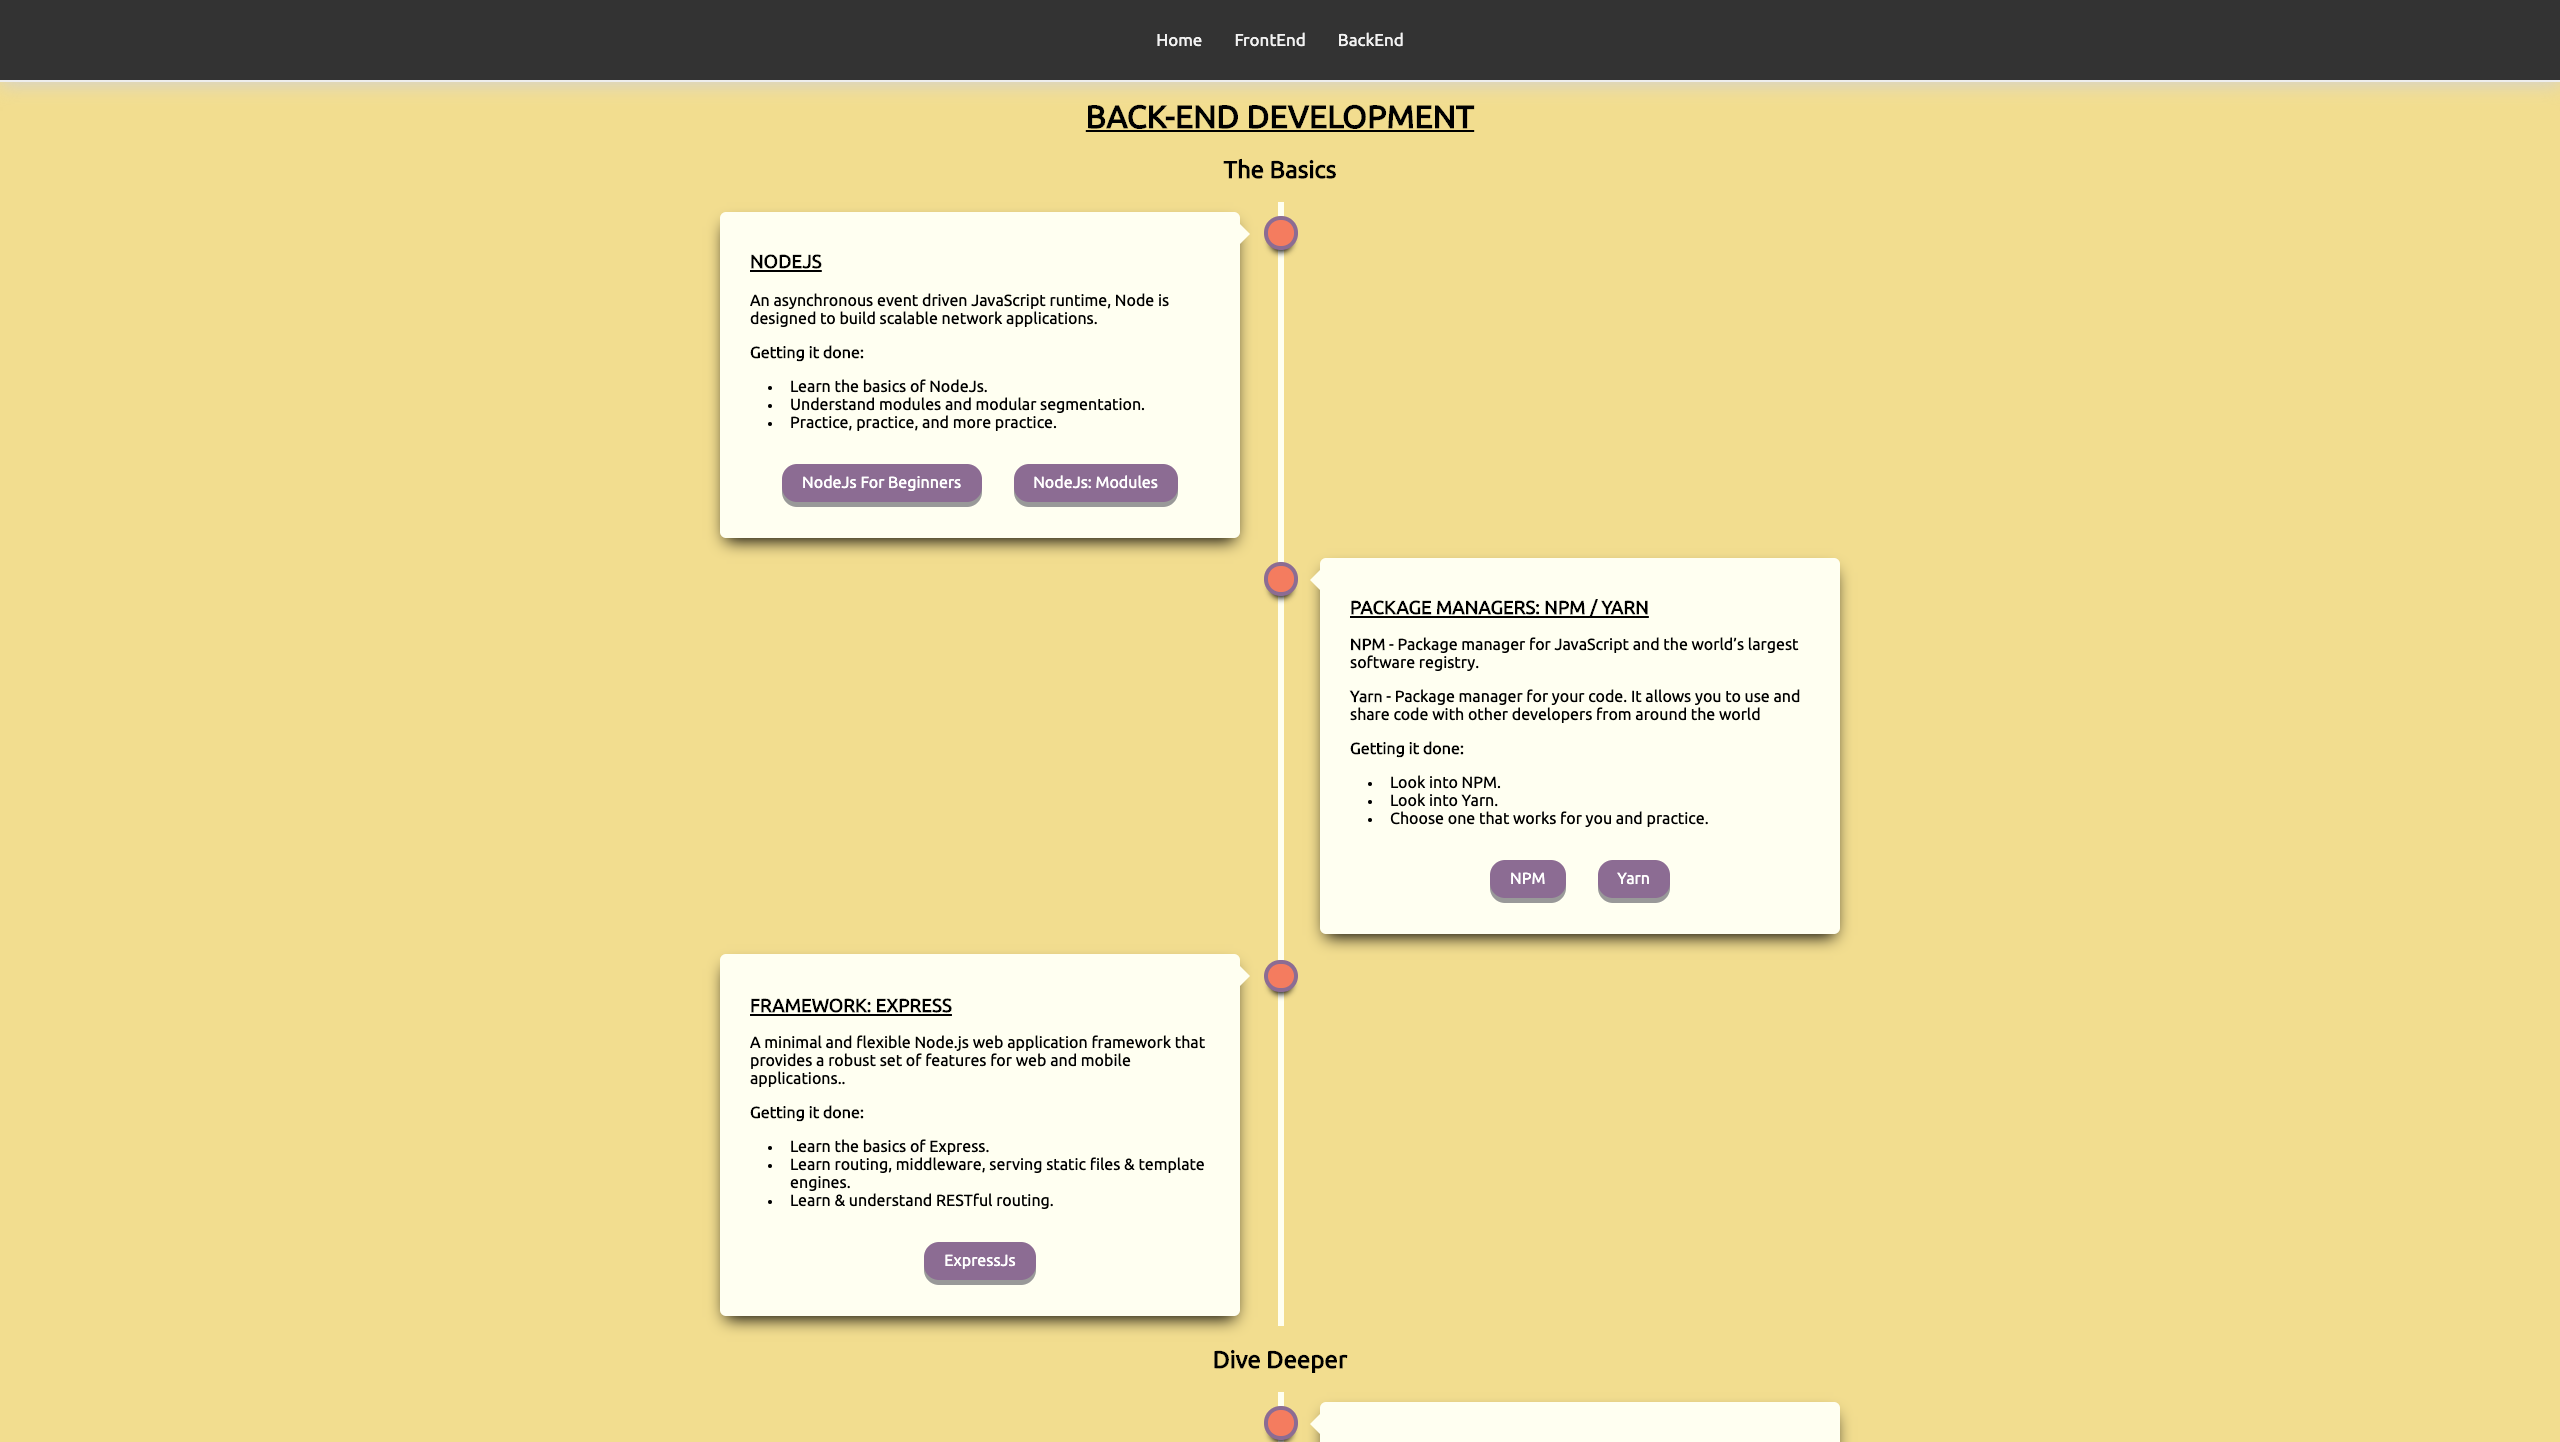 Home FrontEnd BackEnd
BACK-END DEVELOPMENT
The Basics
NODEJS
An asynchronous event driven JavaScript runtime, Node is
designed to build scalable network applications.
Getting it done:
• Learn the basics of NodeJs.
• Understand modules and modular segmentation.
• Practice, practice, and more practice.
NodeJs For Beginners NodeJs: Modules
PACKAGE MANAGERS: NPM / YARN
NPM - Package manager for JavaScript and the world’s largest
software registry.
Yarn - Package manager for your code. It allows you to use and
share code with other developers from around the world
Getting it done:
• Look into NPM.
• Look into Yarn.
• Choose one that works for you and practice.
NPM Yarn
FRAMEWORK: EXPRESS
A minimal and flexible Node.js web application framework that
provides a robust set of features for web and mobile
applications..
Getting it done:
• Learn the basics of Express.
• Learn routing, middleware, serving static files & template
engines.
• Learn & understand RESTful routing.
ExpressJs
Dive Deeper